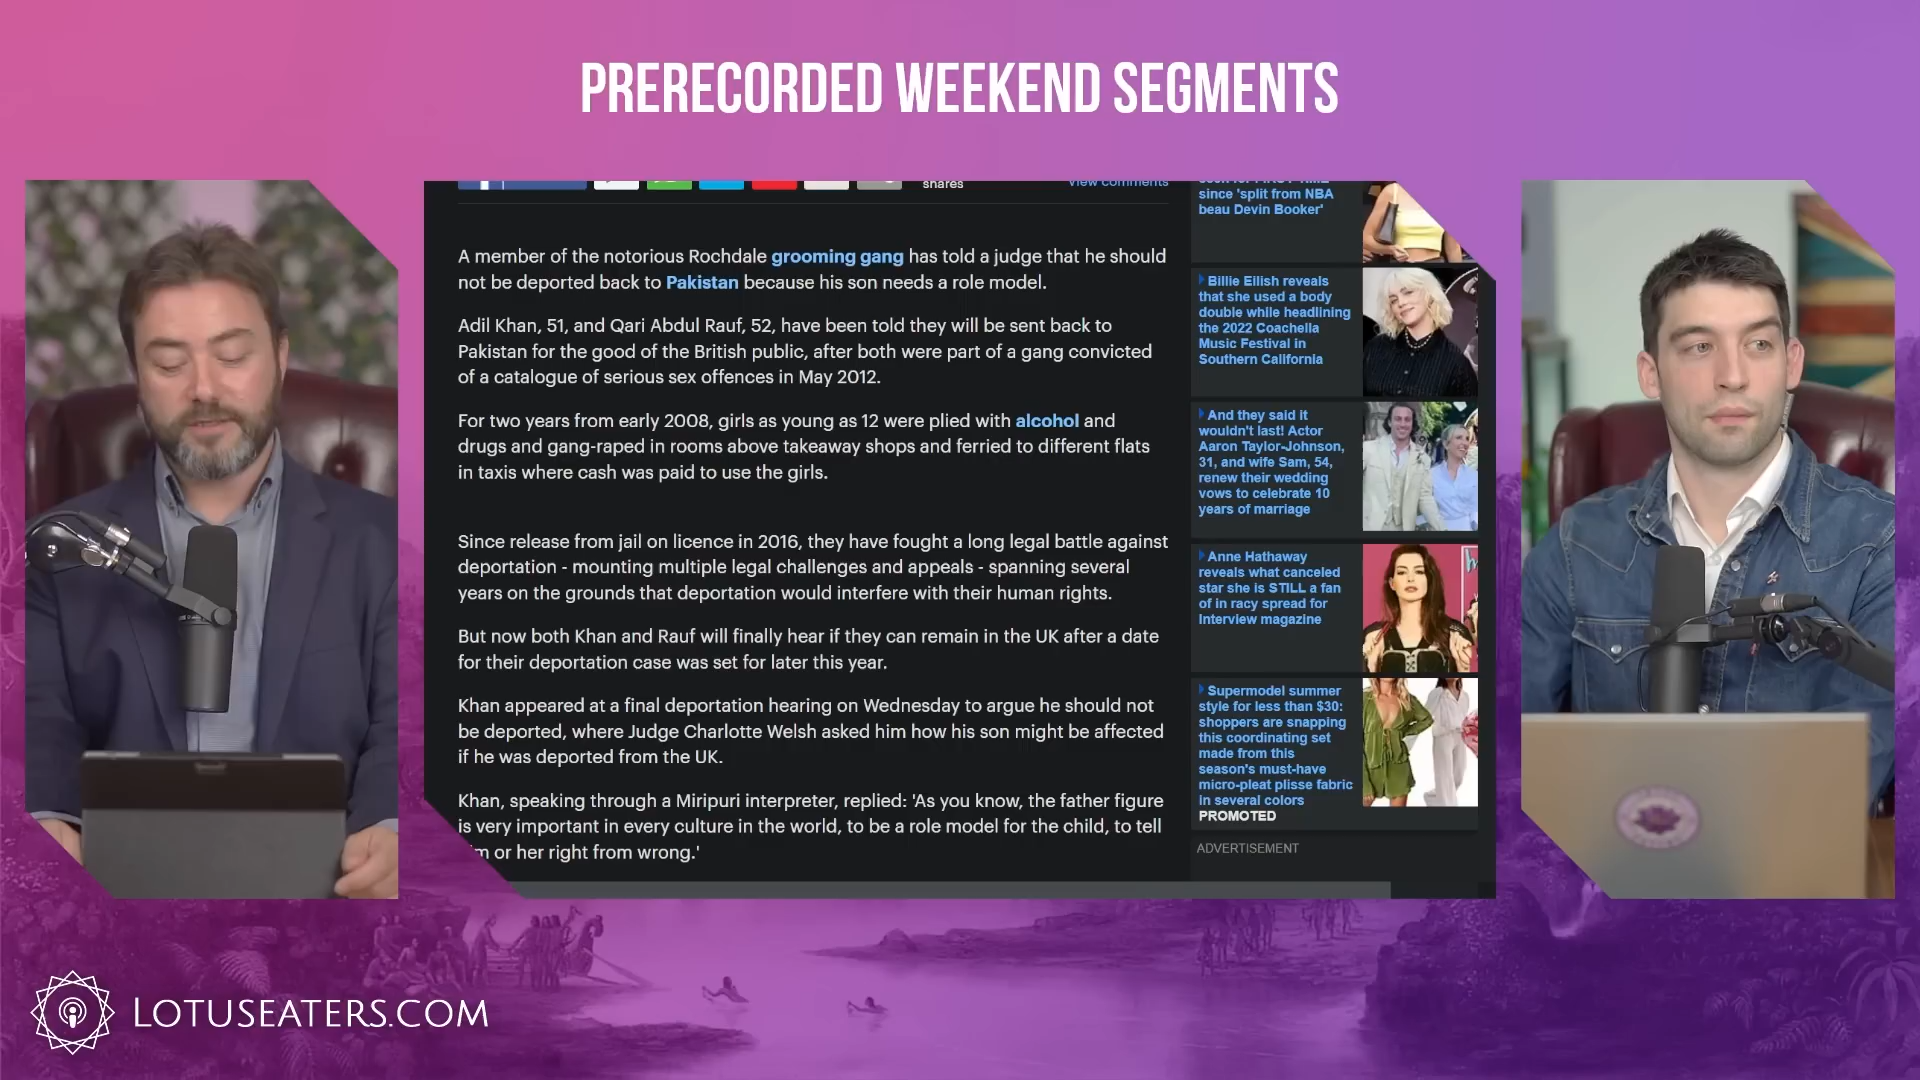 PRERECORDED WEEKEND SEGMENTS
shares
View comments
A member of the notorious Rochdale grooming gang has told a judge that he should
not be deported back to Pakistan because his son needs a role model.
Adil Khan, 51, and Qari Abdul Rauf, 52, have been told they will be sent back to
Pakistan for the good of the British public, after both were part of a gang convicted
of a catalogue of serious sex offences in May 2012.
For two years from early 2008, girls as young as 12 were plied with alcohol and
drugs and gang-raped in rooms above takeaway shops and ferried to different flats
in taxis where cash was paid to use the girls.
Since release from jail on licence in 2016, they have fought a long legal battle against
deportation - mounting multiple legal challenges and appeals - spanning several
years on the grounds that deportation would interfere with their human rights.
But now both Khan and Rauf will finally hear if they can remain in the UK after a date
for their deportation case was set for later this year.
Khan appeared at a final deportation hearing on Wednesday to argue he should not
be deported, where Judge Charlotte Welsh asked him how his son might be affected
if he was deported from the UK.
Khan, speaking through a Miripuri interpreter, replied: 'As you know, the father figure
is very important in every culture in the world, to be a role model for the child, to tell
or her right from wrong.'
since 'split from NBA
beau Devin Booker'
Billie Eilish reveals
that she used a body
double while headlining
the 2022 Coachella
Music Festival in
Southern California
And they said it
wouldn't last! Actor
Aaron Taylor-Johnson,
31, and wife Sam, 54,
renew their wedding
vows to celebrate 10
years of marriage
Anne Hathaway
reveals what canceled
star she is STILL a fan
of in racy spread for
Interview magazine
Supermodel summer
style for less than $30:
shoppers are snapping
this coordinating set
made from this
season's must-have
micro-pleat plisse fabric
in several colors
PROMOTED
ADVERTISEMENT
LOTUSEATERS.COM